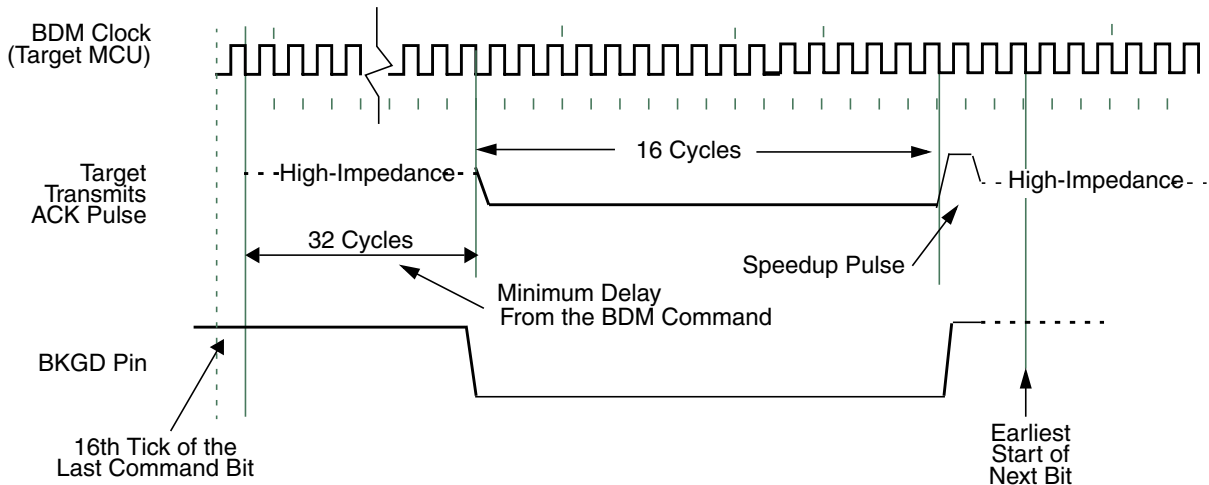 BDM Clock
(Target MCU)
16 Cycles
Target
Transmits
ACK Pulse
High-Impedance
High-Impedance
32 Cycles
Speedup Pulse
Minimum Delay
From the BDM Command
BKGD Pin
16th Tick of the
Last Command Bit
Earliest
Start of
Next Bit